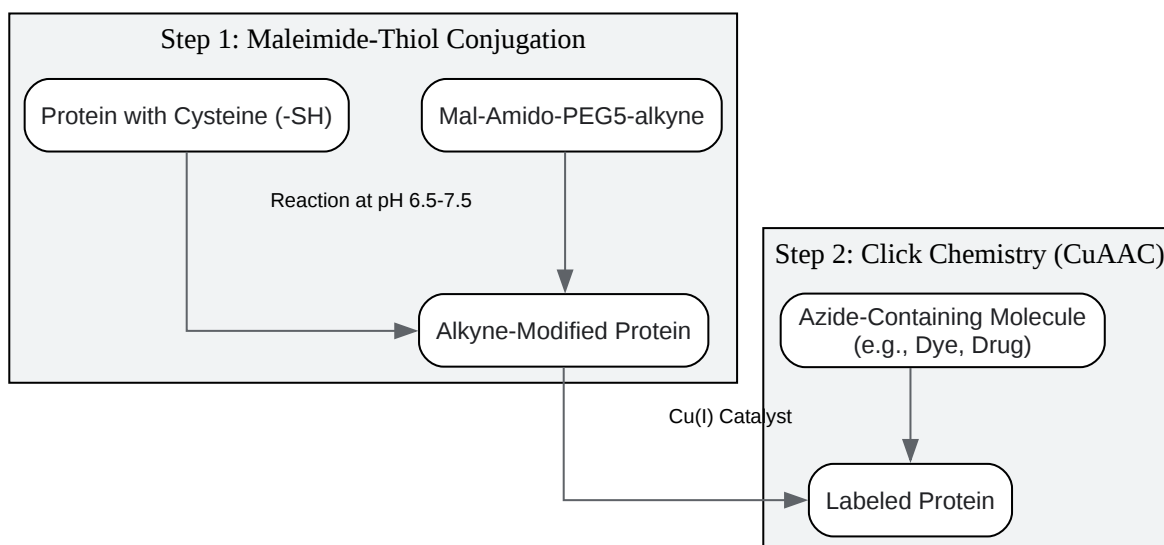 Step 1: Maleimide-Thiol Conjugation
Protein with Cysteine (-SH)
Mal-Amido-PEG5-alkyne
Reaction at pH 6.5-7.5
Alkyne-Modified Protein
Step 2: Click Chemistry (CuAAC)
Azide-Containing Molecule
(e.g., Dye, Drug)
Cu(I) Catalyst
Labeled Protein